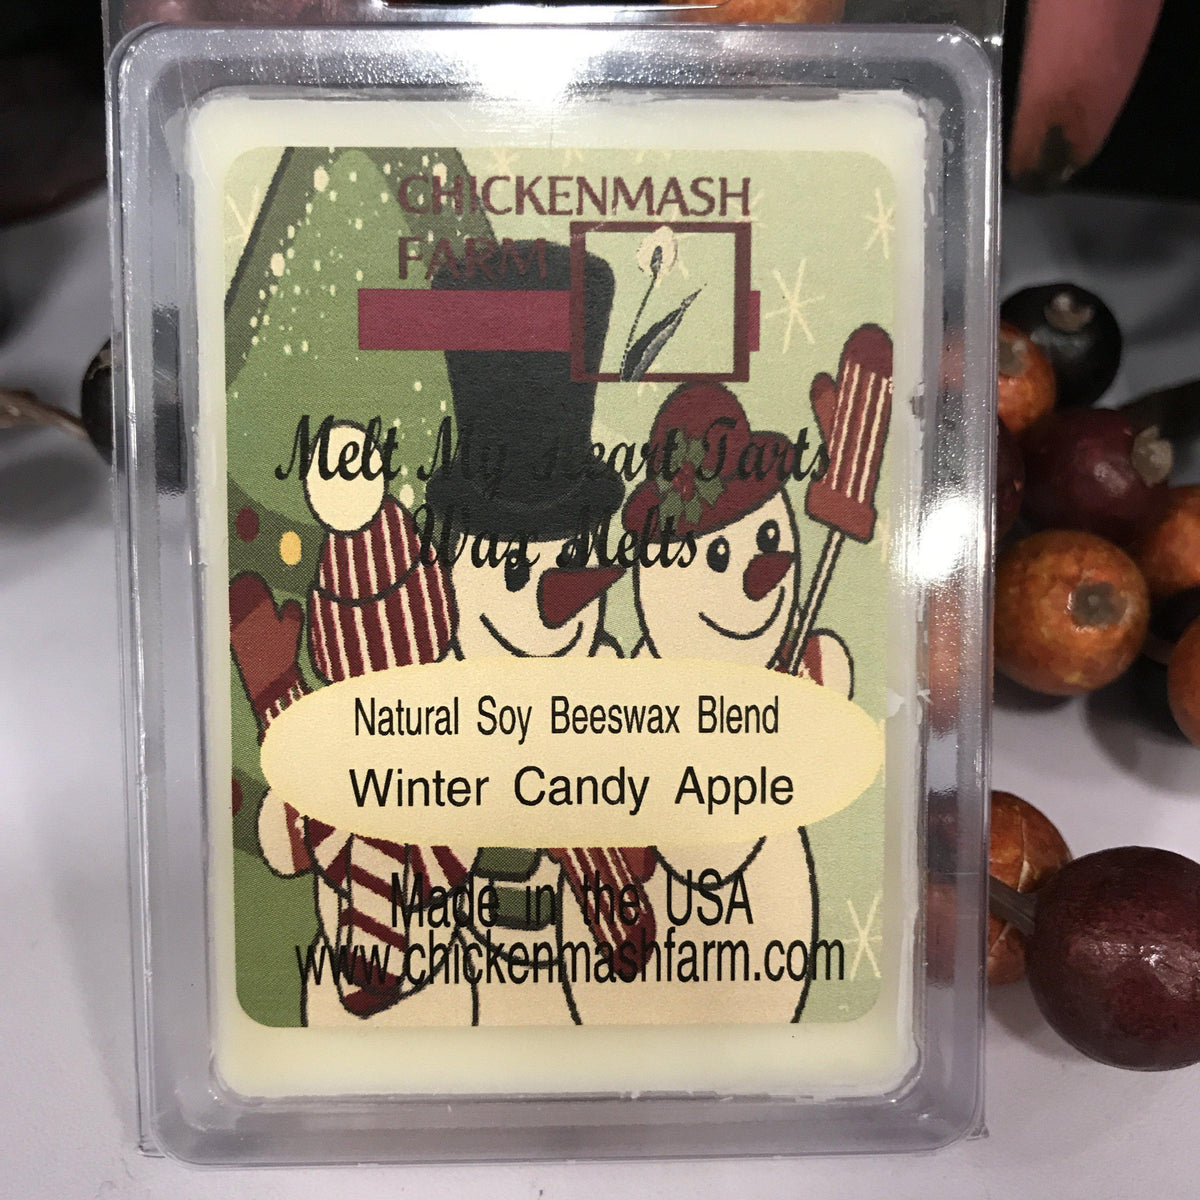 CHICKENMASH
FARM
Melt My Heart Tarts
Wax Melts
Natural Soy Beeswax Blend
Winter Candy Apple
Made in the USA
www.chickenmashfarm.com